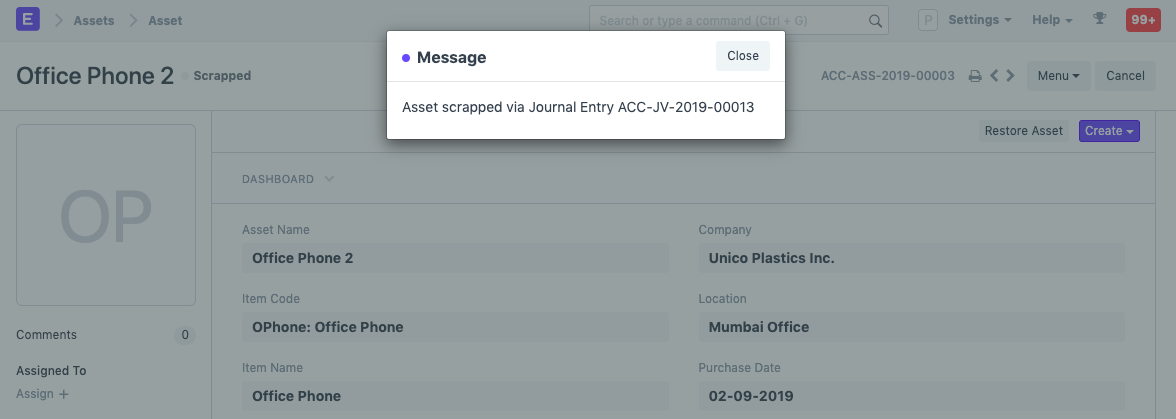 E Assets Asset Search or type a command (Ctrl + G) P Settings Help 99+
Message Close
Office Phone 2 Scrapped ACC-ASS-2019-00003 Menu Cancel
Asset scrapped via Journal Entry ACC-JV-2019-00013
Restore Asset Create
OP
DASHBOARD
Asset Name Company
Office Phone 2 Unico Plastics Inc.
Item Code Location
OPhone: Office Phone Mumbai Office
Comments 0
Item Name Purchase Date
Assigned To
Assign +
Office Phone 02-09-2019